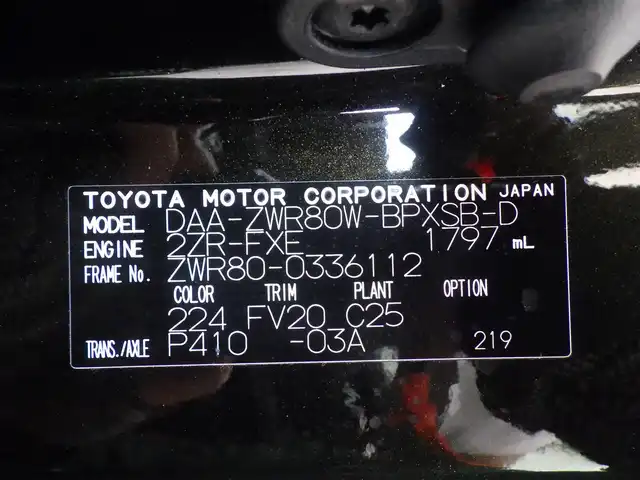 TOYOTA MOTOR CORPORATION JAPAN
MODEL DAA-ZWR80W-BPXSB-D
ENGINE 2ZR-FXE 1797 mL
FRAME No. ZWR80-0336112
COLOR TRIM PLANT OPTION
224 FV20 C25
TRANS./AXLE P410 -03A 219